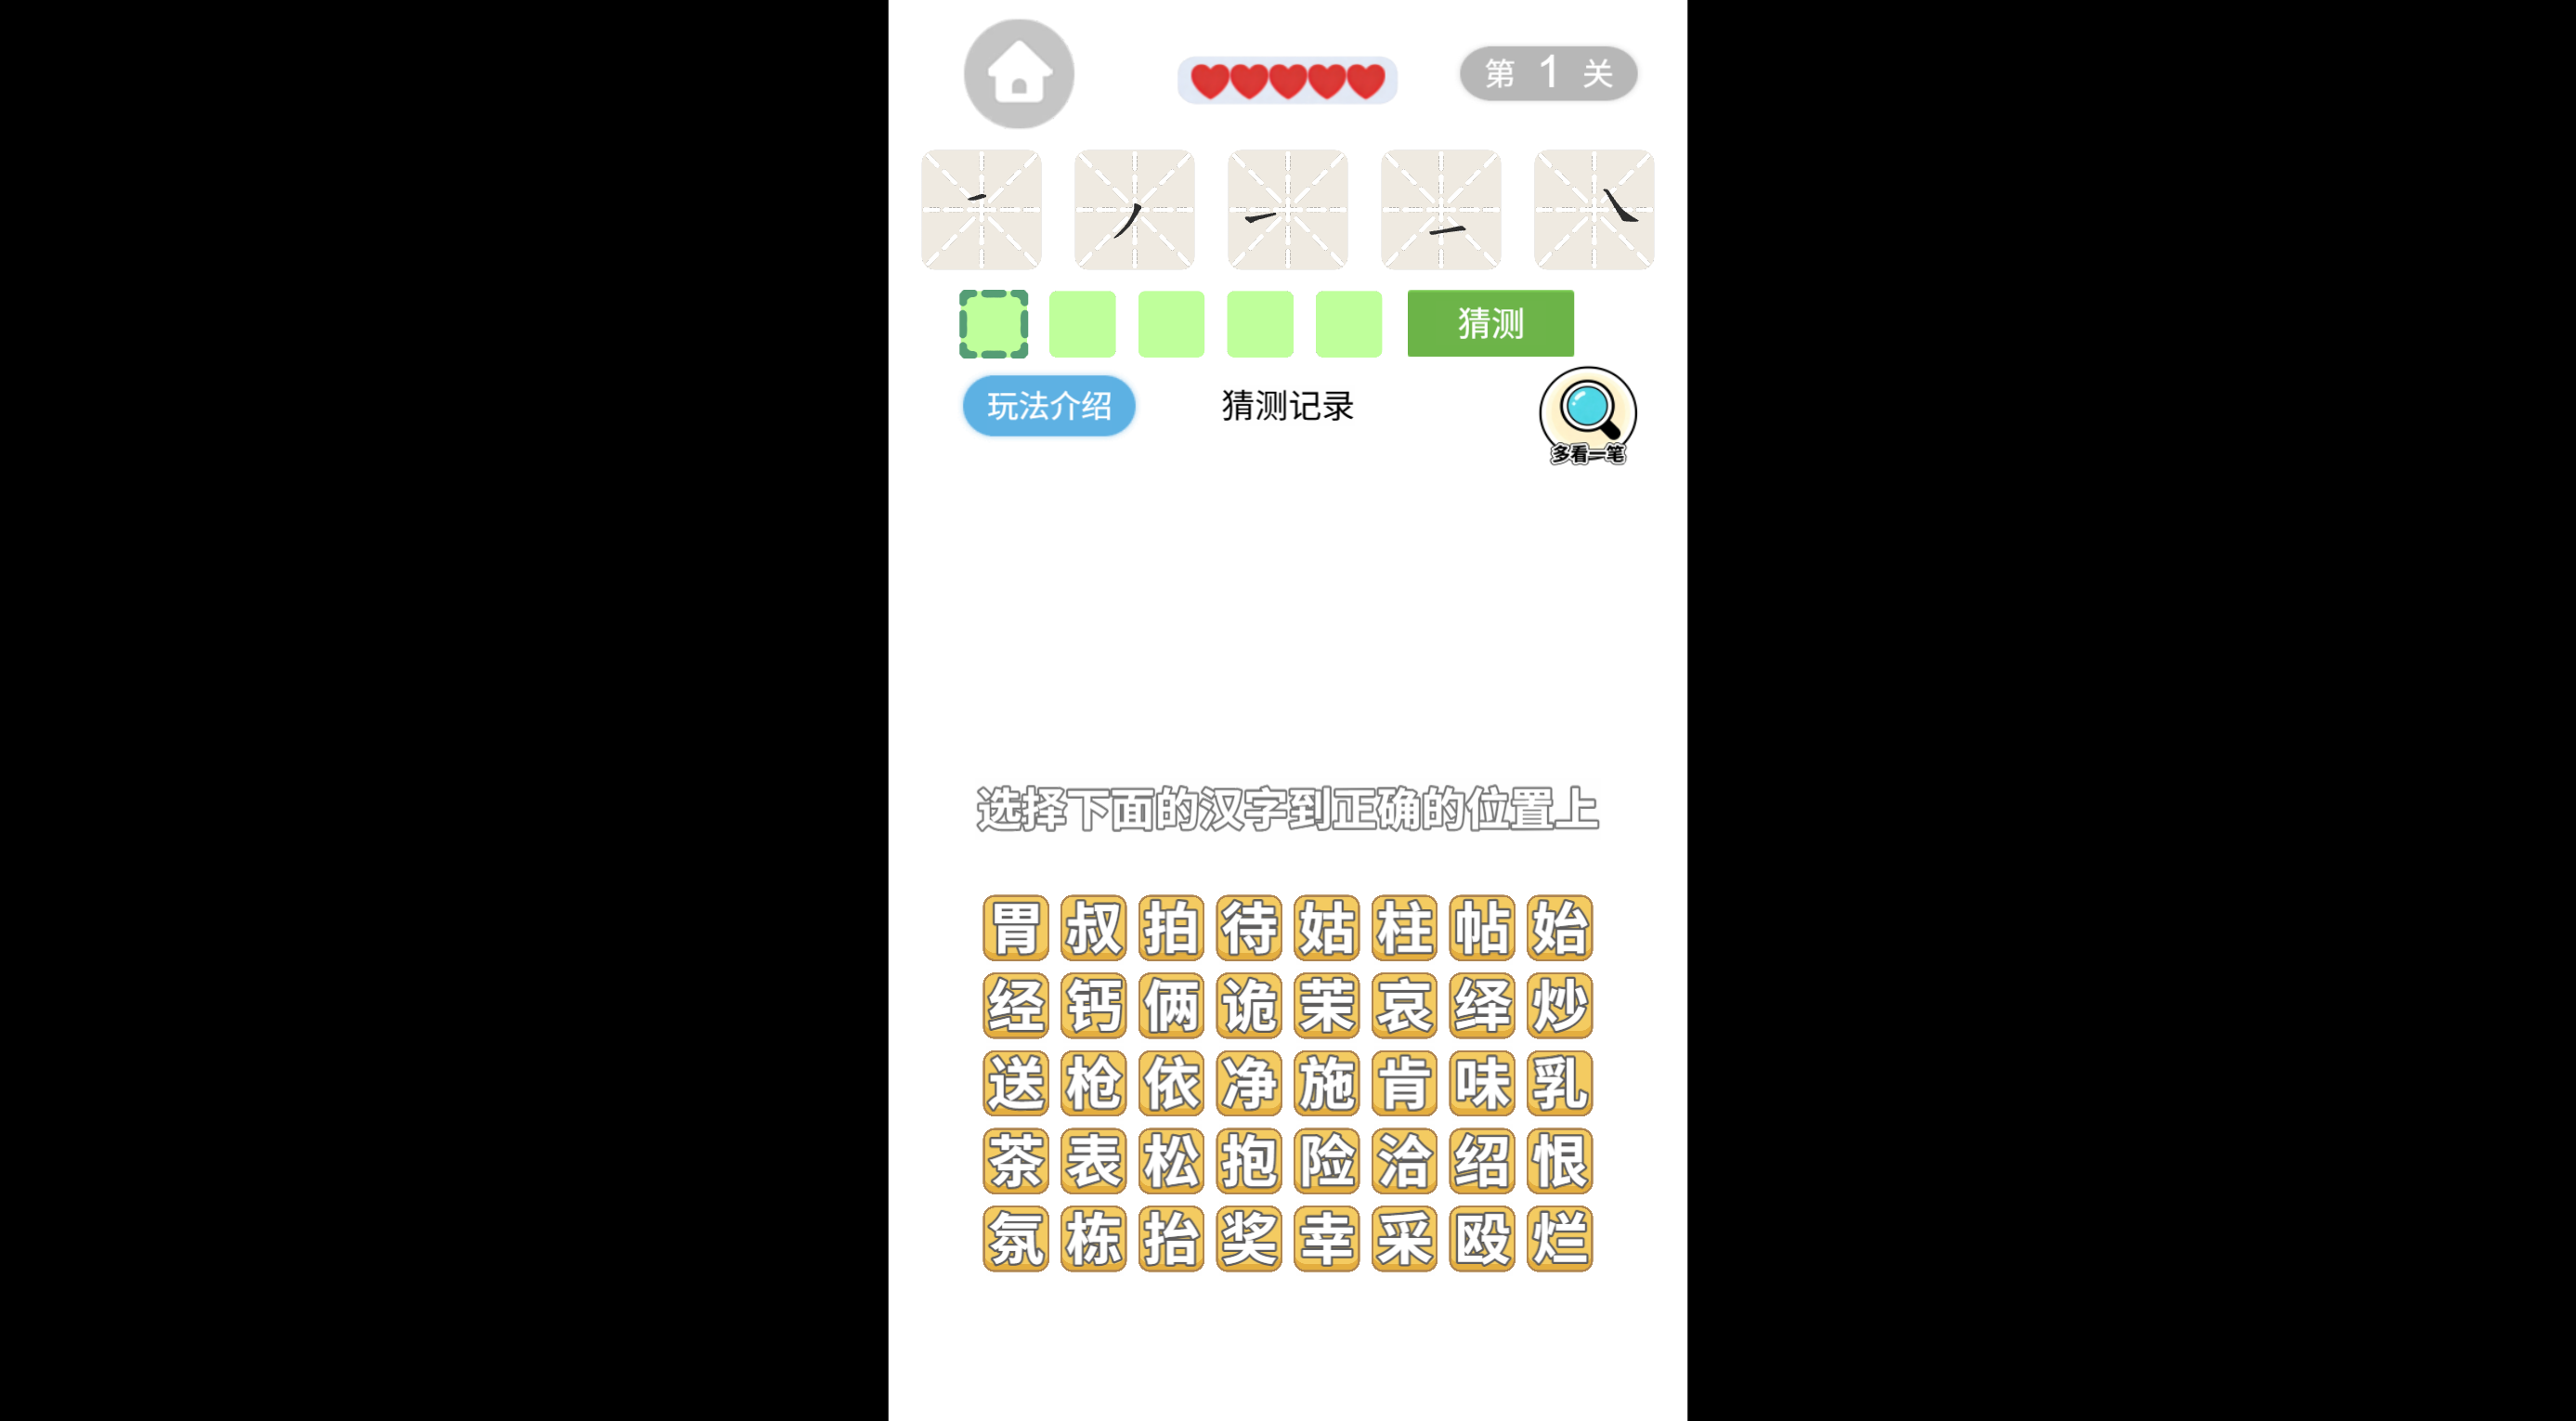 第 1 关
猜测
玩法介绍 猜测记录
多看一笔
选择下面的汉字到正确的位置上
胃 叔 拍 待 姑 柱 帖 始
经 钙 俩 诡 茉 哀 绎 炒
送 枪 依 净 施 肯 味 乳
茶 表 松 抱 险 洽 绍 恨
氛 栋 抬 奖 幸 采 殴 烂